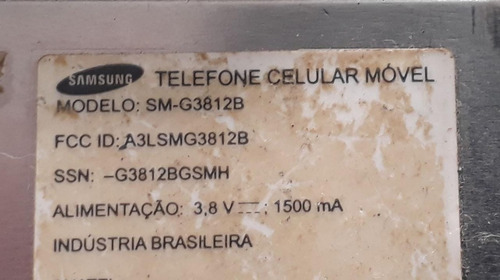 SAMSUNG TELEFONE CELULAR MÓVEL
MODELO: SM-G3812B
FCC ID: A3LSMG3812B
SSN: -G3812BGSMH
ALIMENTAÇÃO: 3,8 V⎓; 1500 mA
INDÚSTRIA BRASILEIRA